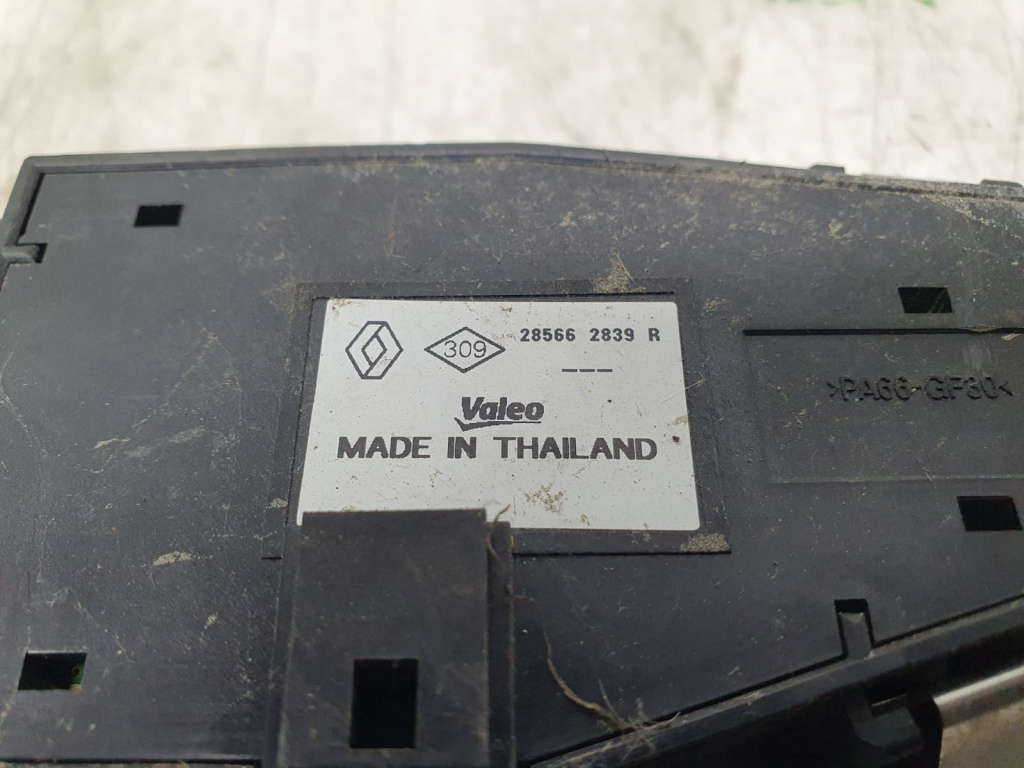 309
28566 2839 R
---
Valeo
MADE IN THAILAND
>PA66-GF30<